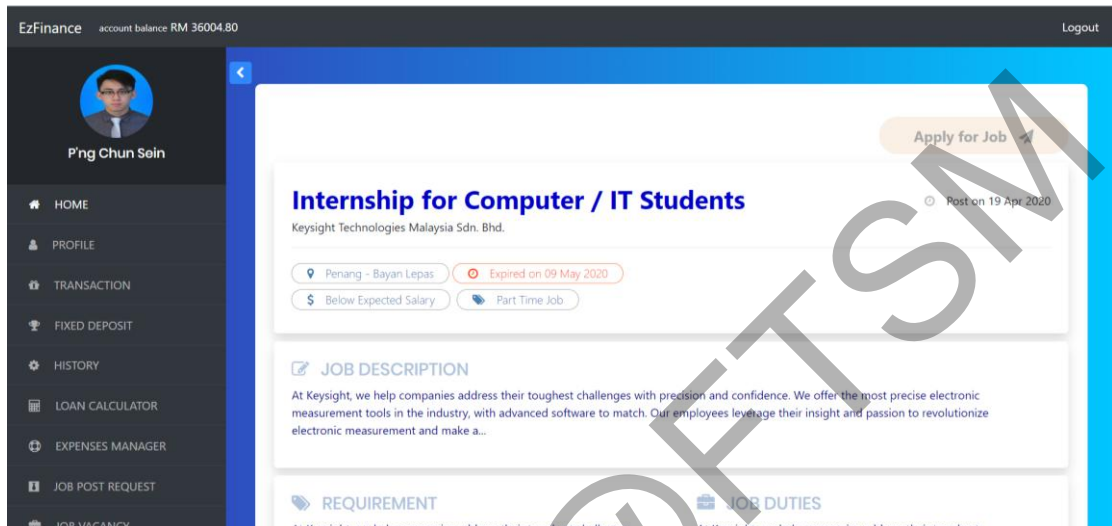 EzFinance account balance RM 36004.80 Logout
P'ng Chun Sein
HOME
PROFILE
TRANSACTION
FIXED DEPOSIT
HISTORY
LOAN CALCULATOR
EXPENSES MANAGER
JOB POST REQUEST
JOB VACANCY
Apply for Job
Internship for Computer / IT Students
Post on 19 Apr 2020
Keysight Technologies Malaysia Sdn. Bhd.
Penang - Bayan Lepas Expired on 09 May 2020
Below Expected Salary Part Time Job
JOB DESCRIPTION
At Keysight, we help companies address their toughest challenges with precision and confidence. We offer the most precise electronic
measurement tools in the industry, with advanced software to match. Our employees leverage their insight and passion to revolutionize
electronic measurement and make a...
REQUIREMENT JOB DUTIES
@FTSM